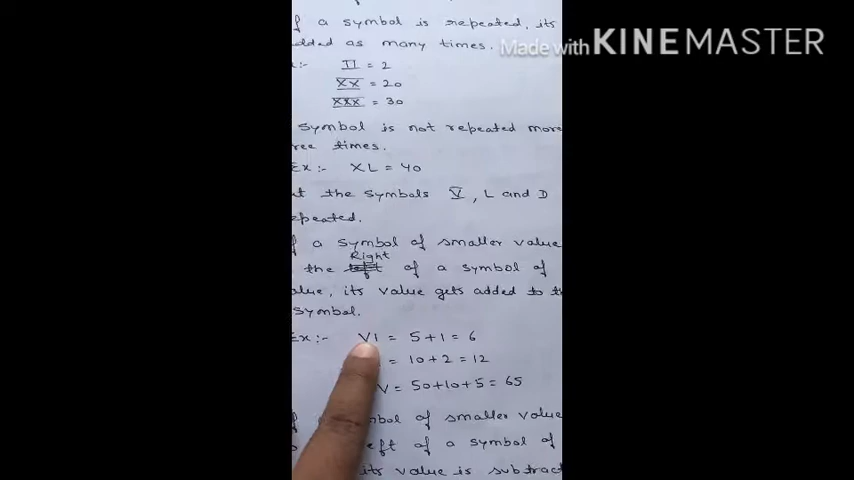 f a symbol is repeated, its
added as many times.
Made with KINEMASTER
:- II = 2
XX = 20
XXX = 30
symbol is not repeated more
ree times.
Ex :- XL = 40
t the symbols V, L and D
epeated.
f a symbol of smaller value
Right
the left of a symbol of
alue, its value gets added to th
symbol.
Ex :- VI = 5+1 = 6
= 10+2 = 12
V = 50+10+5 = 65
f symbol of smaller value
eft of a symbol of
its value is subtract